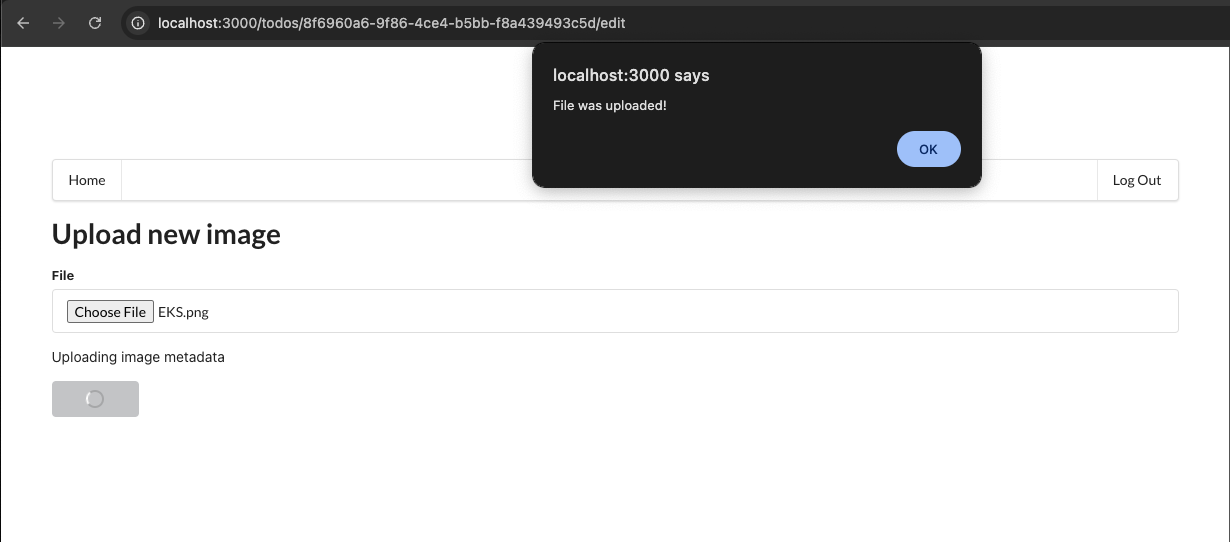 localhost:3000/todos/8f6960a6-9f86-4ce4-b5bb-f8a439493c5d/edit
localhost:3000 says
File was uploaded!
OK
Home
Log Out
Upload new image
File
Choose File EKS.png
Uploading image metadata